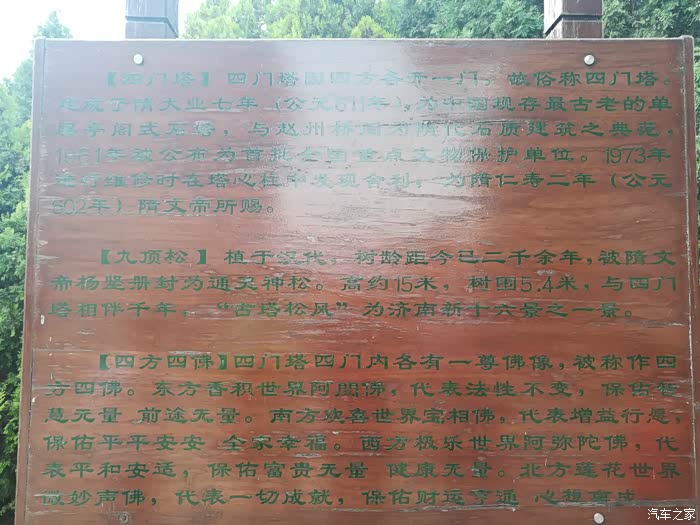 【四门塔】四门塔因四方各开一门，故俗称四门塔。
建成于隋大业七年（公元611年），为中国现存最古老的单
层亭阁式石塔，与赵州桥同为隋代石质建筑之典范，
1961年被公布为首批全国重点文物保护单位。1973年
进行维修时在塔心柱中发现舍利，为隋仁寿二年（公元
602年）隋文帝所赐。
【九顶松】植于汉代，树龄距今已二千余年，被隋文
帝杨坚册封为通灵神松。高约15米，树围5.4米，与四门
塔相伴千年，“古塔松风”为济南新十六景之一景。
【四方四佛】四门塔四门内各有一尊佛像，被称作四
方四佛。东方香积世界阿閦佛，代表法性不变，保佑智
慧无量 前途无量。南方欢喜世界宝相佛，代表增益行愿，
保佑平平安安 全家幸福。西方极乐世界阿弥陀佛，代
表平和安适，保佑富贵无量 健康无量。北方莲花世界
微妙声佛，代表一切成就，保佑财运亨通 心想事成
汽车之家